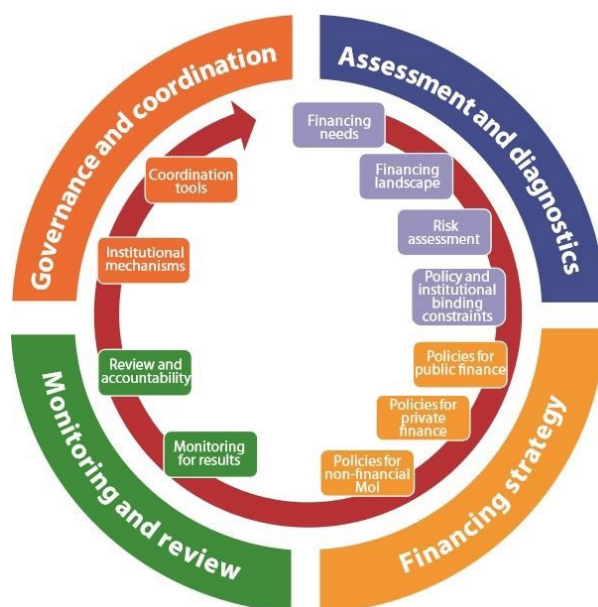 Governance and coordination
Assessment and diagnostics
Financing
needs
Financing
landscape
Risk
assessment
Policy and
institutional
binding
constraints
Policies for
public finance
Policies for
private finance
Policies for
non-financial
MoI
Financing strategy
Monitoring
for results
Review and
accountability
Monitoring and review
Institutional
mechanisms
Coordination
tools